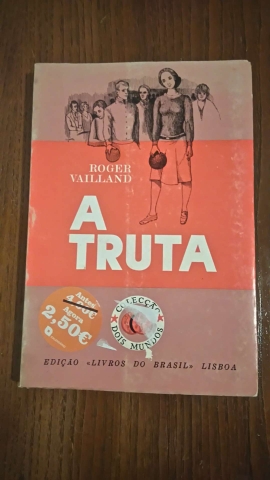 ROGER
VAILLAND
A
TRUTA
Antes
Agora
2,50€
COLECÇÃO
DOIS MUNDOS
EDIÇÃO «LIVROS DO BRASIL» LISBOA